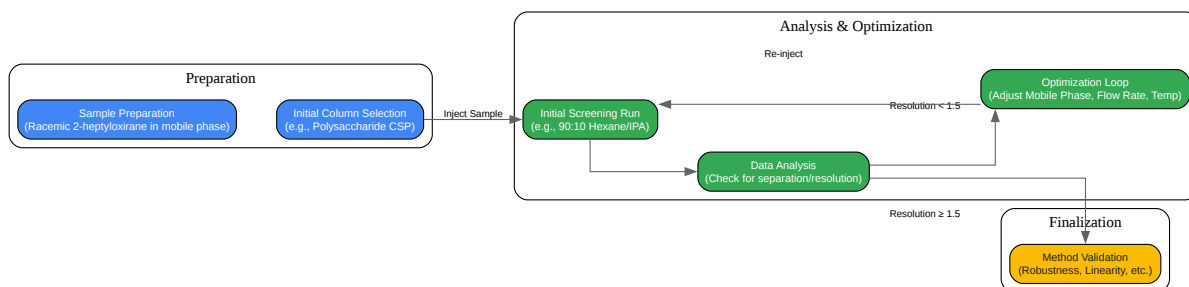 Preparation
Sample Preparation
(Racemic 2-heptyloxirane in mobile phase)
Initial Column Selection
(e.g., Polysaccharide CSP)
Inject Sample
Analysis & Optimization
Re-inject
Initial Screening Run
(e.g., 90:10 Hexane/IPA)
Optimization Loop
(Adjust Mobile Phase, Flow Rate, Temp)
Resolution < 1.5
Data Analysis
(Check for separation/resolution)
Resolution ≥ 1.5
Finalization
Method Validation
(Robustness, Linearity, etc.)